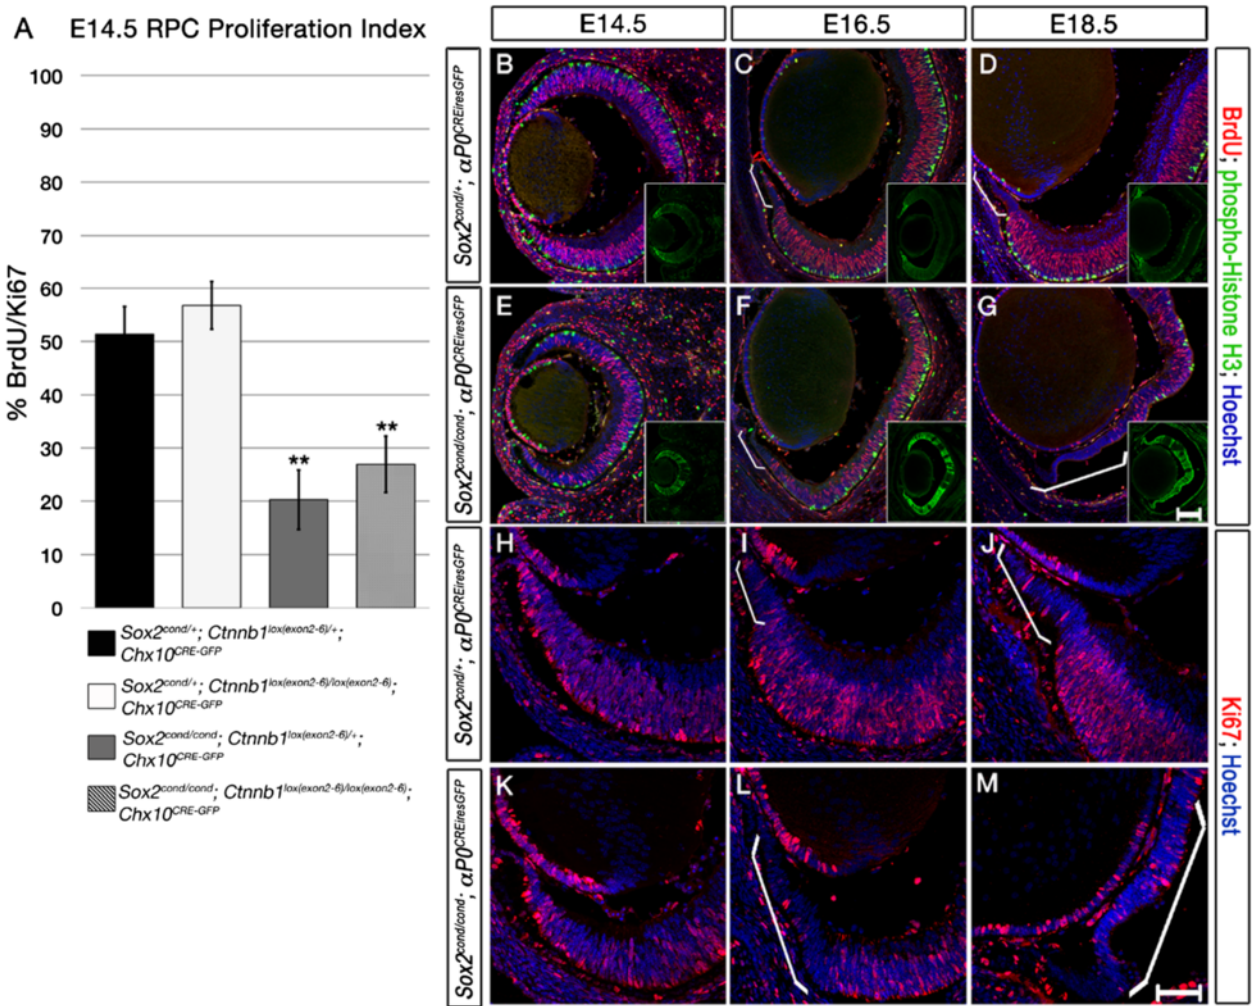 A E14.5 RPC Proliferation Index
100
90
80
70
60
50
40
30
20
10
0
% BrdU/Ki67
**
**
Sox2cond/+; Ctnnb1lox(exon2-6)/+;
Chx10CRE-GFP
Sox2cond/+; Ctnnb1lox(exon2-6)/lox(exon2-6);
Chx10CRE-GFP
Sox2cond/cond; Ctnnb1lox(exon2-6)/+;
Chx10CRE-GFP
Sox2cond/cond; Ctnnb1lox(exon2-6)/lox(exon2-6);
Chx10CRE-GFP
E14.5 E16.5 E18.5
Sox2cond/+; αP0CREiresGFP
B C D
Sox2cond/cond; αP0CREiresGFP
E F G
BrdU; phospho-Histone H3; Hoechst
Sox2cond/+; αP0CREiresGFP
H I J
Sox2cond/cond; αP0CREiresGFP
K L M
Ki67; Hoechst